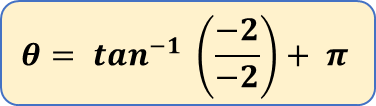 θ = tan⁻¹ (−2/−2) + π